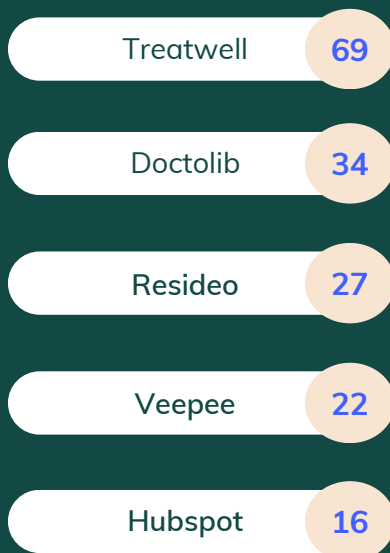 Treatwell 69
Doctolib 34
Resideo 27
Veepee 22
Hubspot 16